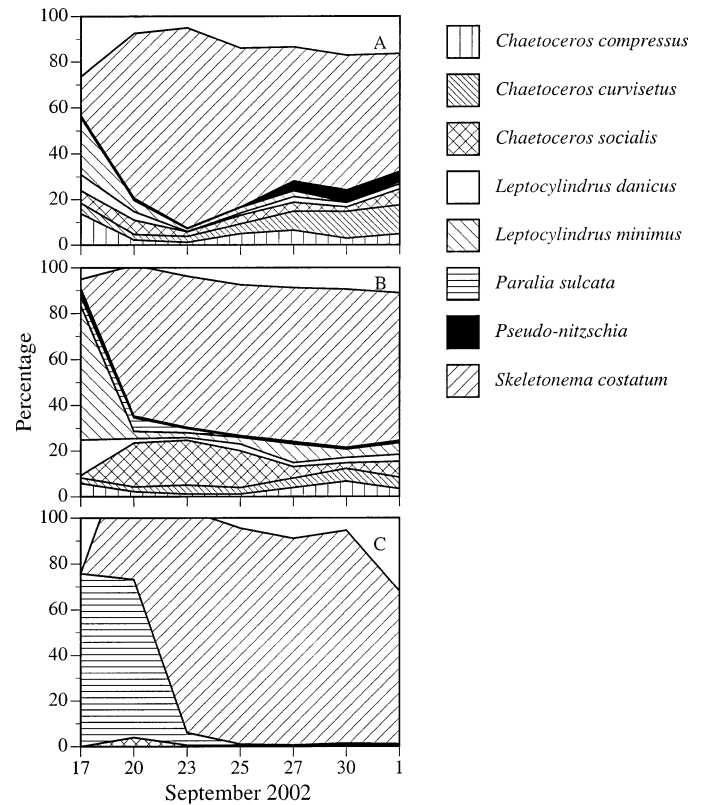 100
80
60
40
20
0
A
100
80
60
40
20
0
B
100
80
60
40
20
0
C
Percentage
17 20 23 25 27 30 1
September 2002
Chaetoceros compressus
Chaetoceros curvisetus
Chaetoceros socialis
Leptocylindrus danicus
Leptocylindrus minimus
Paralia sulcata
Pseudo-nitzschia
Skeletonema costatum